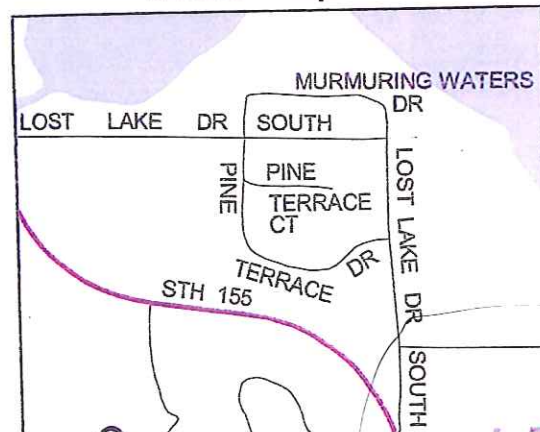 MURMURING WATERS
DR
LOST LAKE DR SOUTH
PINE
PINE
TERRACE
CT
TERRACE DR
LOST LAKE DR SOUTH
STH 155